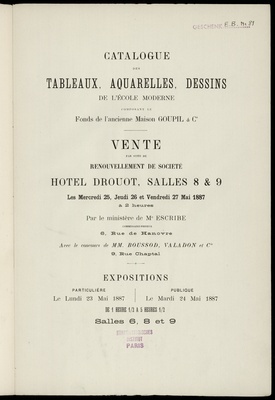 CATALOGUE
DES
TABLEAUX, AQUARELLES, DESSINS
DE L'ÉCOLE MODERNE
COMPOSANT LE
Fonds de l'ancienne Maison GOUPIL & Cie
VENTE
PAR SUITE DE
RENOUVELLEMENT DE SOCIÉTÉ
HOTEL DROUOT, SALLES 8 & 9
Les Mercredi 25, Jeudi 26 et Vendredi 27 Mai 1887
à 2 heures
Par le ministère de Me ESCRIBE
COMMISSAIRE-PRISEUR
6, Rue de Hanovre
Avec le concours de MM. BOUSSOD, VALADON et Cie
9, Rue Chaptal
EXPOSITIONS
PARTICULIÈRE
Le Lundi 23 Mai 1887
PUBLIQUE
Le Mardi 24 Mai 1887
DE 1 HEURE 1/2 A 5 HEURES 1/2
Salles 8 et 9
PARIS